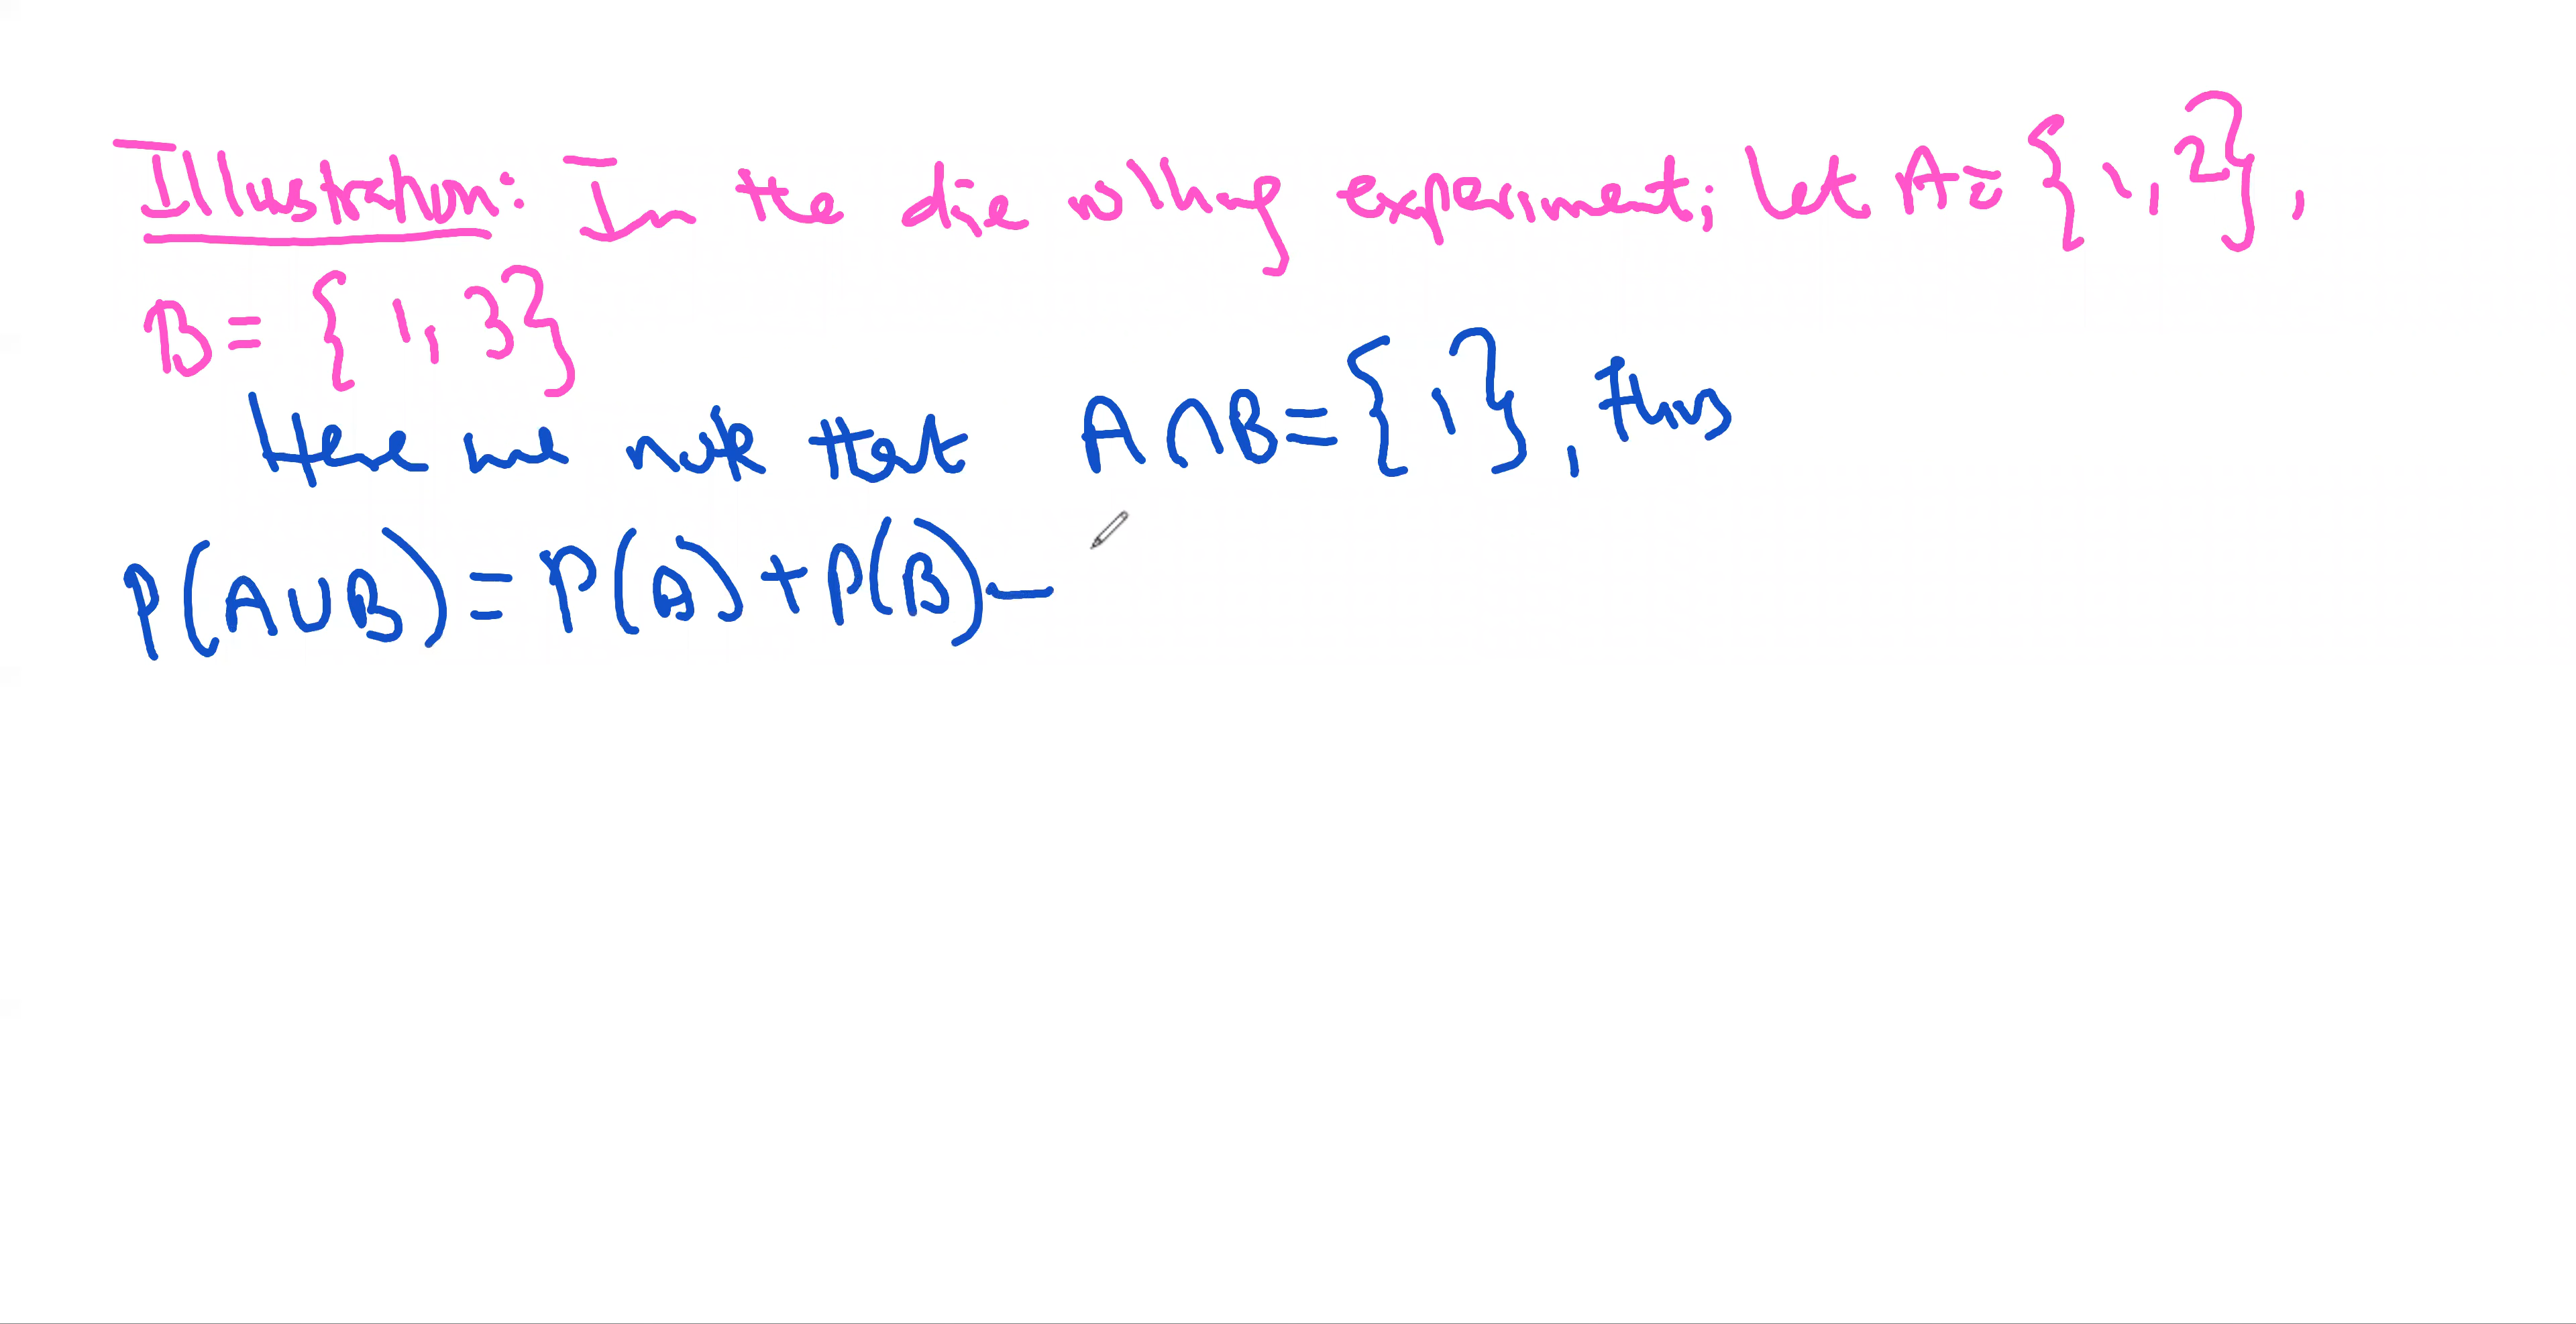 Illustration: In the die rolling experiment; let A = {1, 2},
B = {1, 3}
Here we note that A∩B = {1}, thus
P(A∪B) = P(A) + P(B) −